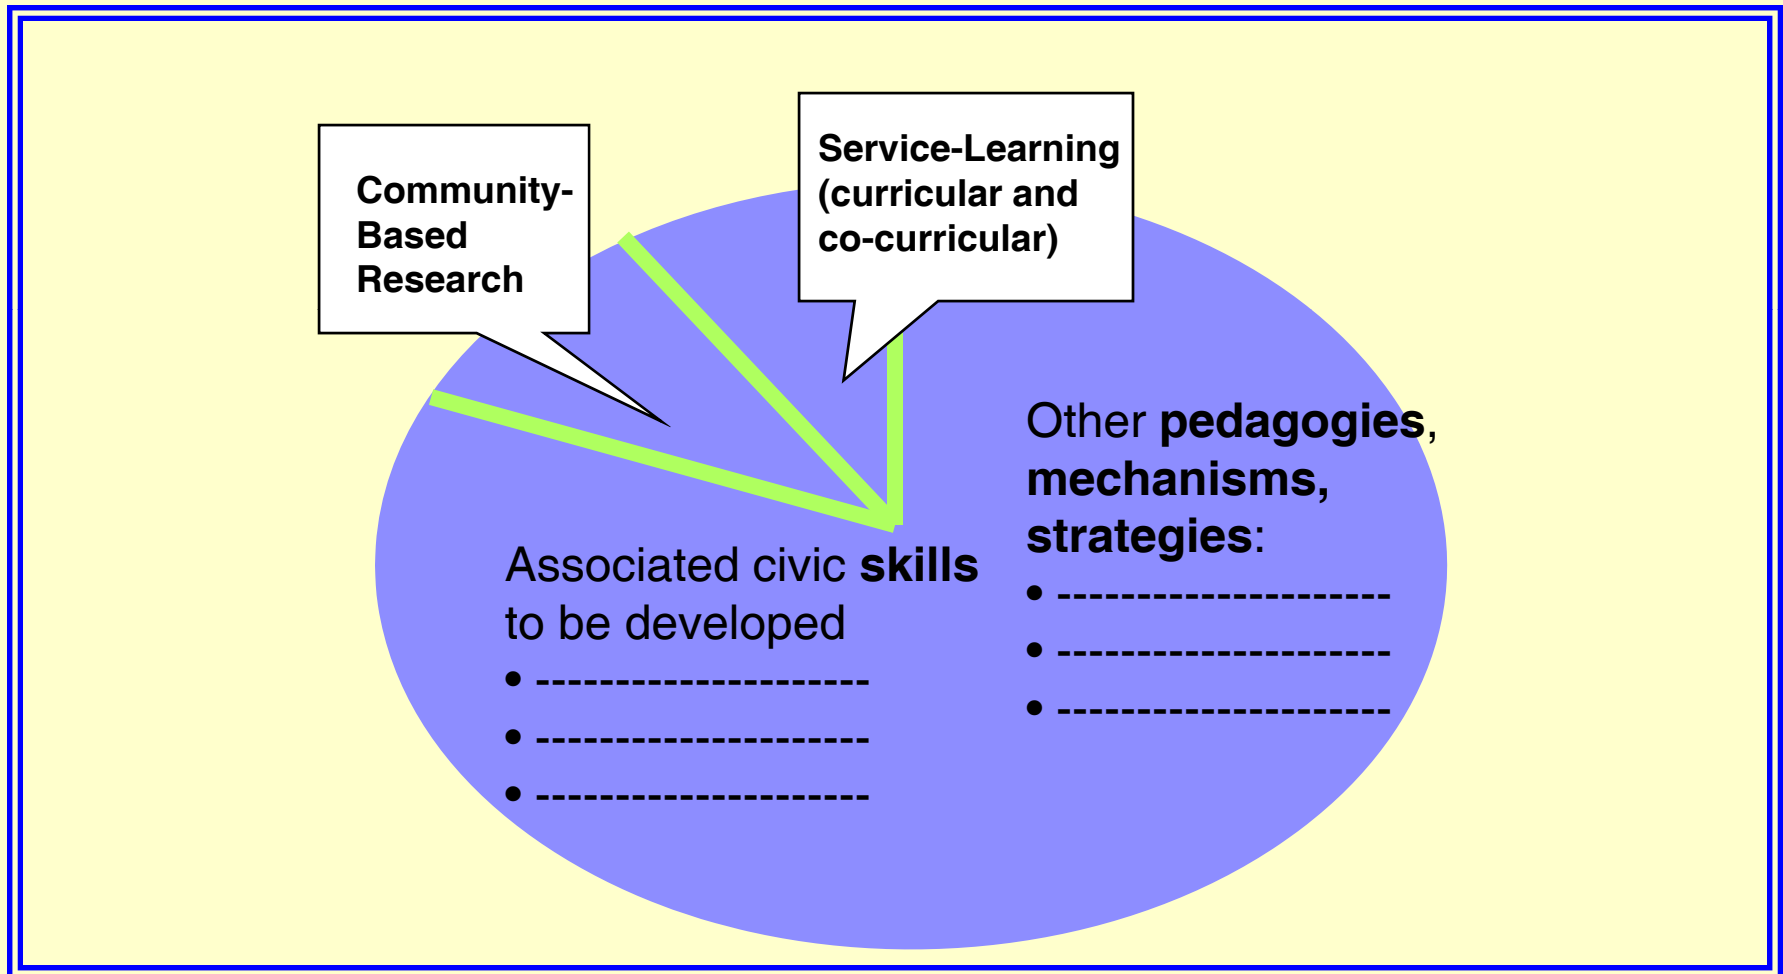 Community-
Based
Research
Service-Learning
(curricular and
co-curricular)
Other pedagogies,
mechanisms,
strategies:
• ---------------------
• ---------------------
• ---------------------
Associated civic skills
to be developed
• ---------------------
• ---------------------
• ---------------------